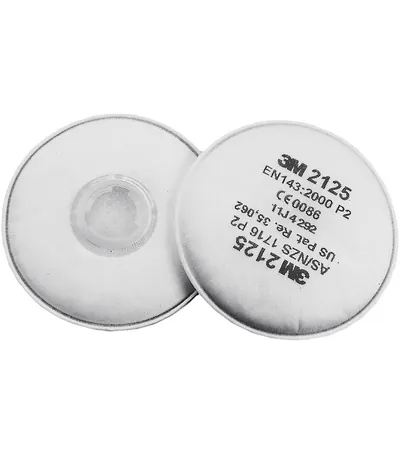 3M 2125
EN143:2000 P2
CE0086
11J4292
US Pat. Re. 35,062
AS/NZS 1716 P2
3M 2125